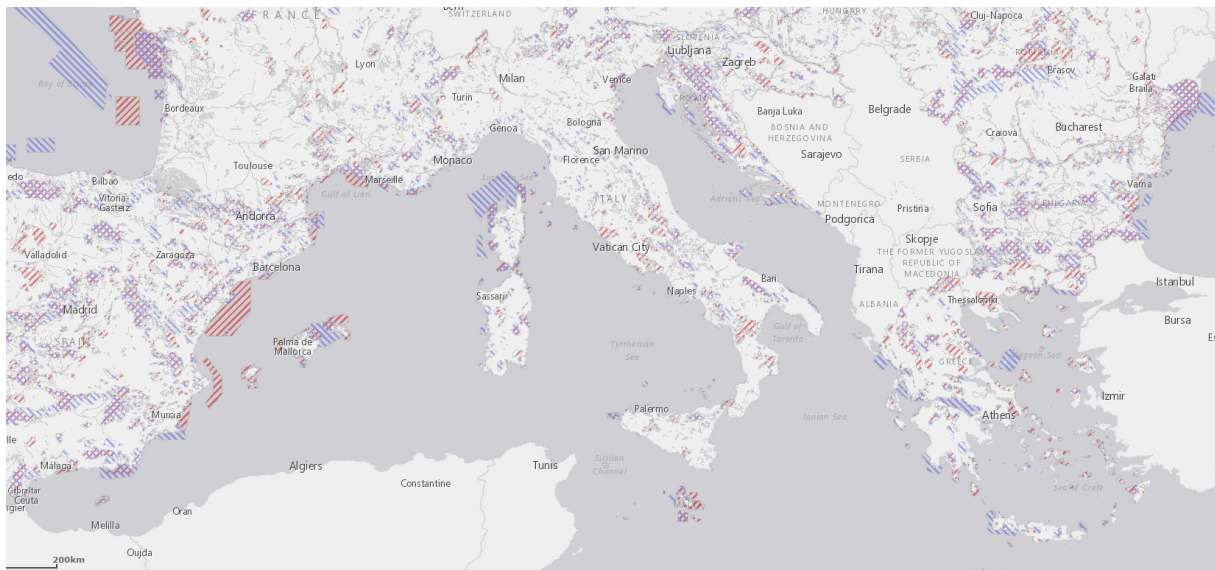 Bern
FRANCE
SWITZERLAND
HUNGARY
Cluj-Napoca
SLOVENIA
Ljubljana
ROMANIA
Lyon
Zagreb
Brasov
Milan
Venice
Galati
Braila
Turin
CROATIA
Bordeaux
Banja Luka
Belgrade
Genoa
Bologna
BOSNIA AND
HERZEGOVINA
Craiova
Bucharest
San Marino
Monaco
Florence
Sarajevo
SERBIA
Toulouse
Marseille
Bilbao
Varna
Gulf of Lion
ITALY
Adriatic Sea
MONTENEGRO
Vitoria
Gasteiz
Pristina
Sofia
BULGARIA
Andorra
Podgorica
Valladolid
Zaragoza
Vatican City
Skopje
THE FORMER YUGOSLAV
REPUBLIC OF
MACEDONIA
Barcelona
Tirana
Bari
Istanbul
Sassari
Naples
ALBANIA
Thessaloniki
Madrid
Bursa
Gulf of
Taranto
SPAIN
Palma de
Mallorca
Tyrrhenian
Sea
Aegean Sea
GREECE
Izmir
Palermo
Ionian Sea
Athens
Murcia
Málaga
Algiers
Tunis
Sicilian
Channel
Constantine
Sea of Crete
Gibraltar
Ceuta
Oran
Melilla
Oujda
200km